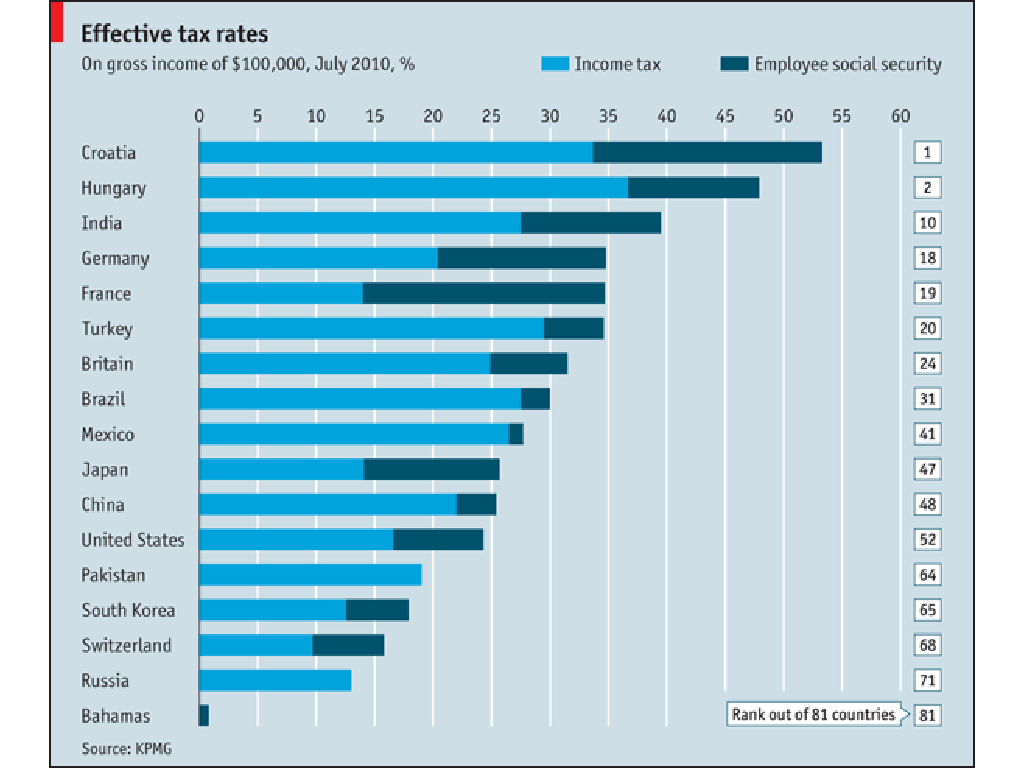 Effective tax rates
On gross income of $100,000, July 2010, %
Income tax
Employee social security
0 5 10 15 20 25 30 35 40 45 50 55 60
Croatia 1
Hungary 2
India 10
Germany 18
France 19
Turkey 20
Britain 24
Brazil 31
Mexico 41
Japan 47
China 48
United States 52
Pakistan 64
South Korea 65
Switzerland 68
Russia 71
Bahamas Rank out of 81 countries 81
Source: KPMG